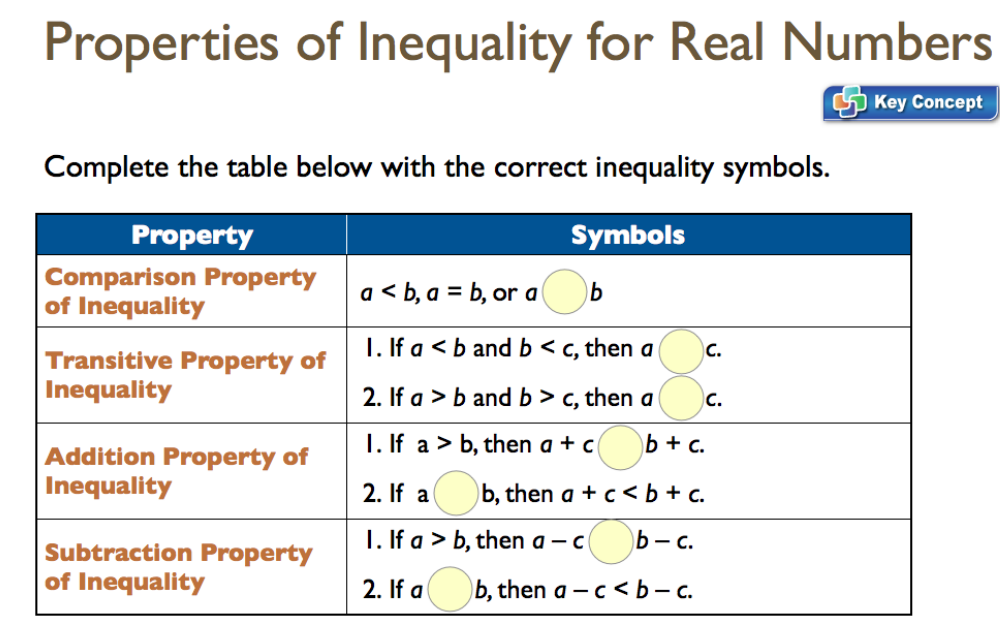 Properties of Inequality for Real Numbers
Key Concept
Complete the table below with the correct inequality symbols.
Property Symbols
Comparison Property
of Inequality
a < b, a = b, or a b
Transitive Property of
Inequality
1. If a < b and b < c, then a c.
2. If a > b and b > c, then a c.
Addition Property of
Inequality
1. If a > b, then a + c b + c.
2. If a b, then a + c < b + c.
Subtraction Property
of Inequality
1. If a > b, then a – c b – c.
2. If a b, then a – c < b – c.